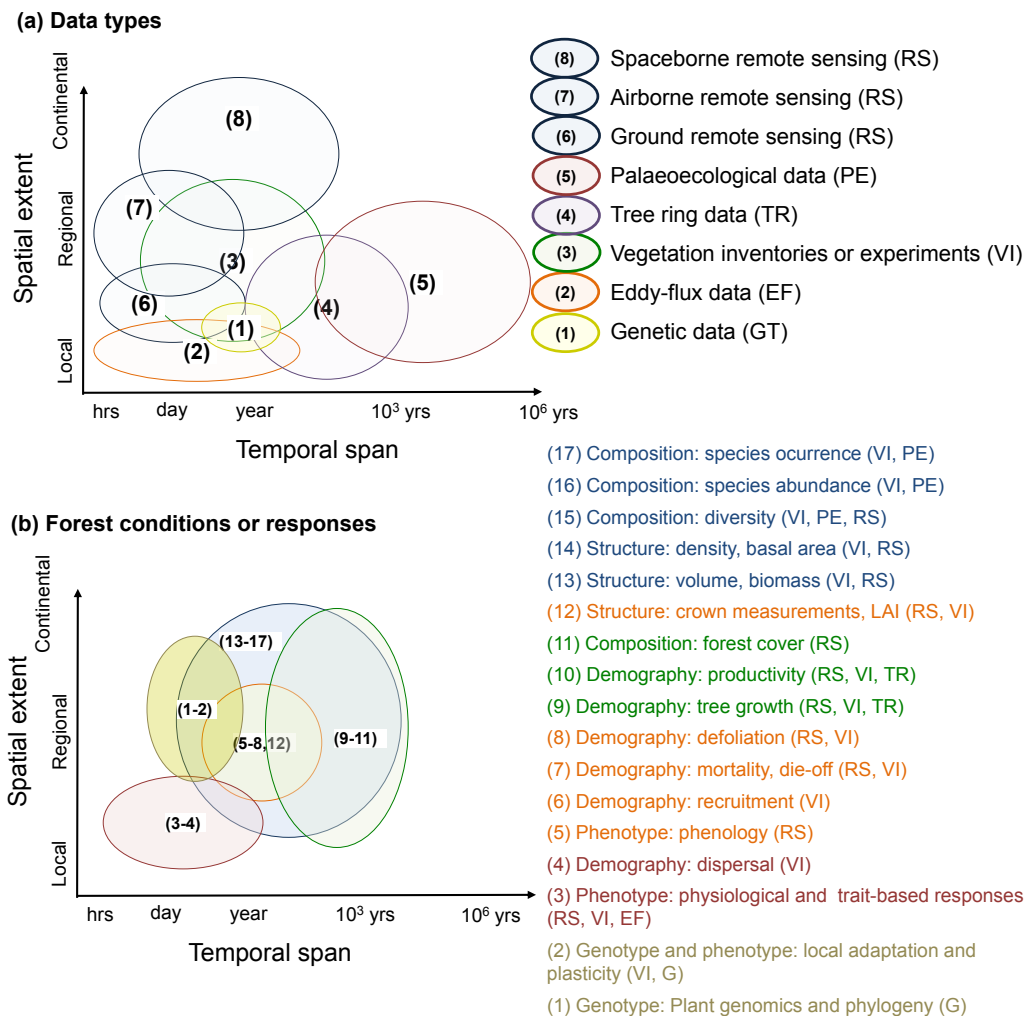 (a) Data types
Continental
Regional
Local
Spatial extent
(8)
(7)
(3)
(6)
(5)
(4)
(1)
(2)
hrs
day
year
10³ yrs
10⁶ yrs
Temporal span
(8) Spaceborne remote sensing (RS)
(7) Airborne remote sensing (RS)
(6) Ground remote sensing (RS)
(5) Palaeoecological data (PE)
(4) Tree ring data (TR)
(3) Vegetation inventories or experiments (VI)
(2) Eddy-flux data (EF)
(1) Genetic data (GT)
(b) Forest conditions or responses
Continental
Regional
Local
Spatial extent
(13-17)
(1-2)
(5-8,12)
(9-11)
(3-4)
hrs
day
year
10³ yrs
10⁶ yrs
Temporal span
(17) Composition: species ocurrence (VI, PE)
(16) Composition: species abundance (VI, PE)
(15) Composition: diversity (VI, PE, RS)
(14) Structure: density, basal area (VI, RS)
(13) Structure: volume, biomass (VI, RS)
(12) Structure: crown measurements, LAI (RS, VI)
(11) Composition: forest cover (RS)
(10) Demography: productivity (RS, VI, TR)
(9) Demography: tree growth (RS, VI, TR)
(8) Demography: defoliation (RS, VI)
(7) Demography: mortality, die-off (RS, VI)
(6) Demography: recruitment (VI)
(5) Phenotype: phenology (RS)
(4) Demography: dispersal (VI)
(3) Phenotype: physiological and trait-based responses
(RS, VI, EF)
(2) Genotype and phenotype: local adaptation and
plasticity (VI, G)
(1) Genotype: Plant genomics and phylogeny (G)